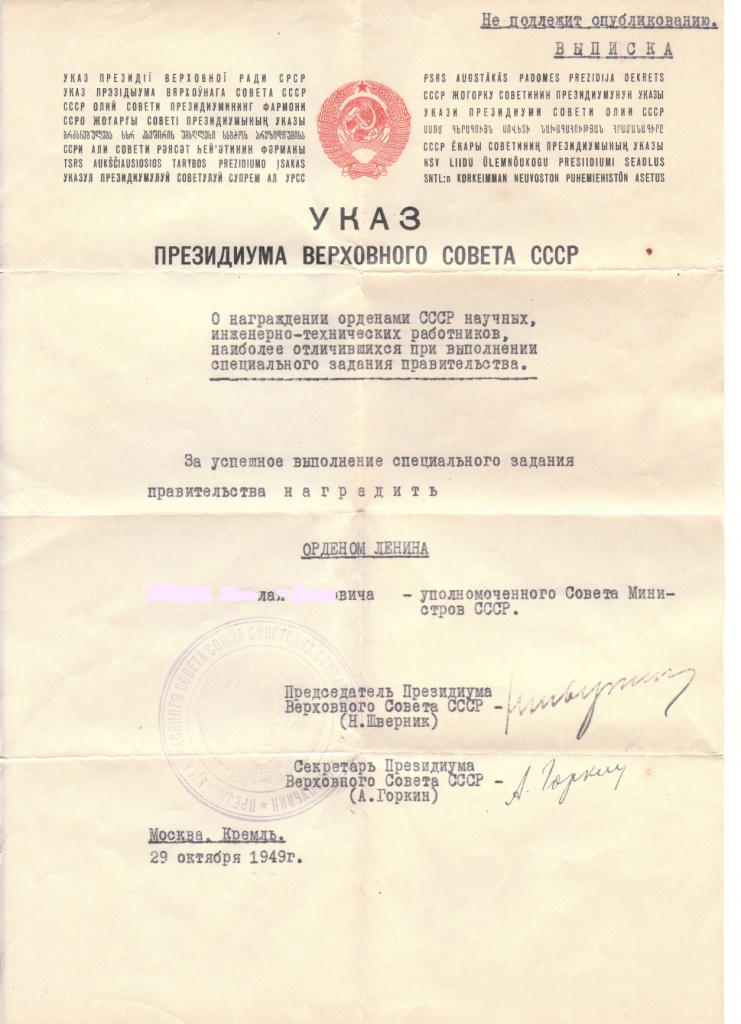 Не подлежит опубликованию.
ВЫПИСКА
УКАЗ ПРЕЗИДІЇ ВЕРХОВНОЇ РАДИ СРСР
УКАЗ ПРЭЗІДЫУМА ВЯРХОЎНАГА СОВЕТА СССР
СССР ОЛИЙ СОВЕТИ ПРЕЗИДИУМИНИНГ ФАРМОНИ
ССРО ЖОҒАРҒЫ СОВЕТІ ПРЕЗИДИУМЫНЫҢ УКАЗЫ
ССРИ АЛИ СОВЕТИ РӘЯСӘТ ҺЕЙ'ӘТИНИН ФӘРМАНЫ
TSRS AUKŠČIAUSIOSIOS TARYBOS PREZIDIUMO ĮSAKAS
УКАЗУЛ ПРЕЗИДИУМУЛУЙ СОВЕТУЛУЙ СУПРЕМ АЛ УРСС
PSRS AUGSTĀKĀS PADOMES PREZIDIJA DEKRETS
СССР ЖОГОРКУ СОВЕТИНИН ПРЕЗИДИУМУНУН УКАЗЫ
УКАЗИ ПРЕЗИДИУМИ СОВЕТИ ОЛИИ СССР
СССР ЁКАРЫ СОВЕТИНИҢ ПРЕЗИДИУМЫНЫҢ УКАЗЫ
NSV LIIDU ÜLEMNÕUKOGU PRESIIDIUMI SEADLUS
SNTL:n KORKEIMMAN NEUVOSTON PUHEMIEHISTÖN ASETUS
УКАЗ
ПРЕЗИДИУМА ВЕРХОВНОГО СОВЕТА СССР
О награждении орденами СССР научных,
инженерно-технических работников,
наиболее отличившихся при выполнении
специального задания правительства.
За успешное выполнение специального задания
правительства наградить
ОРДЕНОМ ЛЕНИНА
лая овича - уполномоченного Совета Мини-
стров СССР.
Председатель Президиума
Верховного Совета СССР -
(Н.Шверник)
Секретарь Президиума
Верховного Совета СССР -
(А.Горкин)
А. Горкин
Москва, Кремль.
29 октября 1949г.